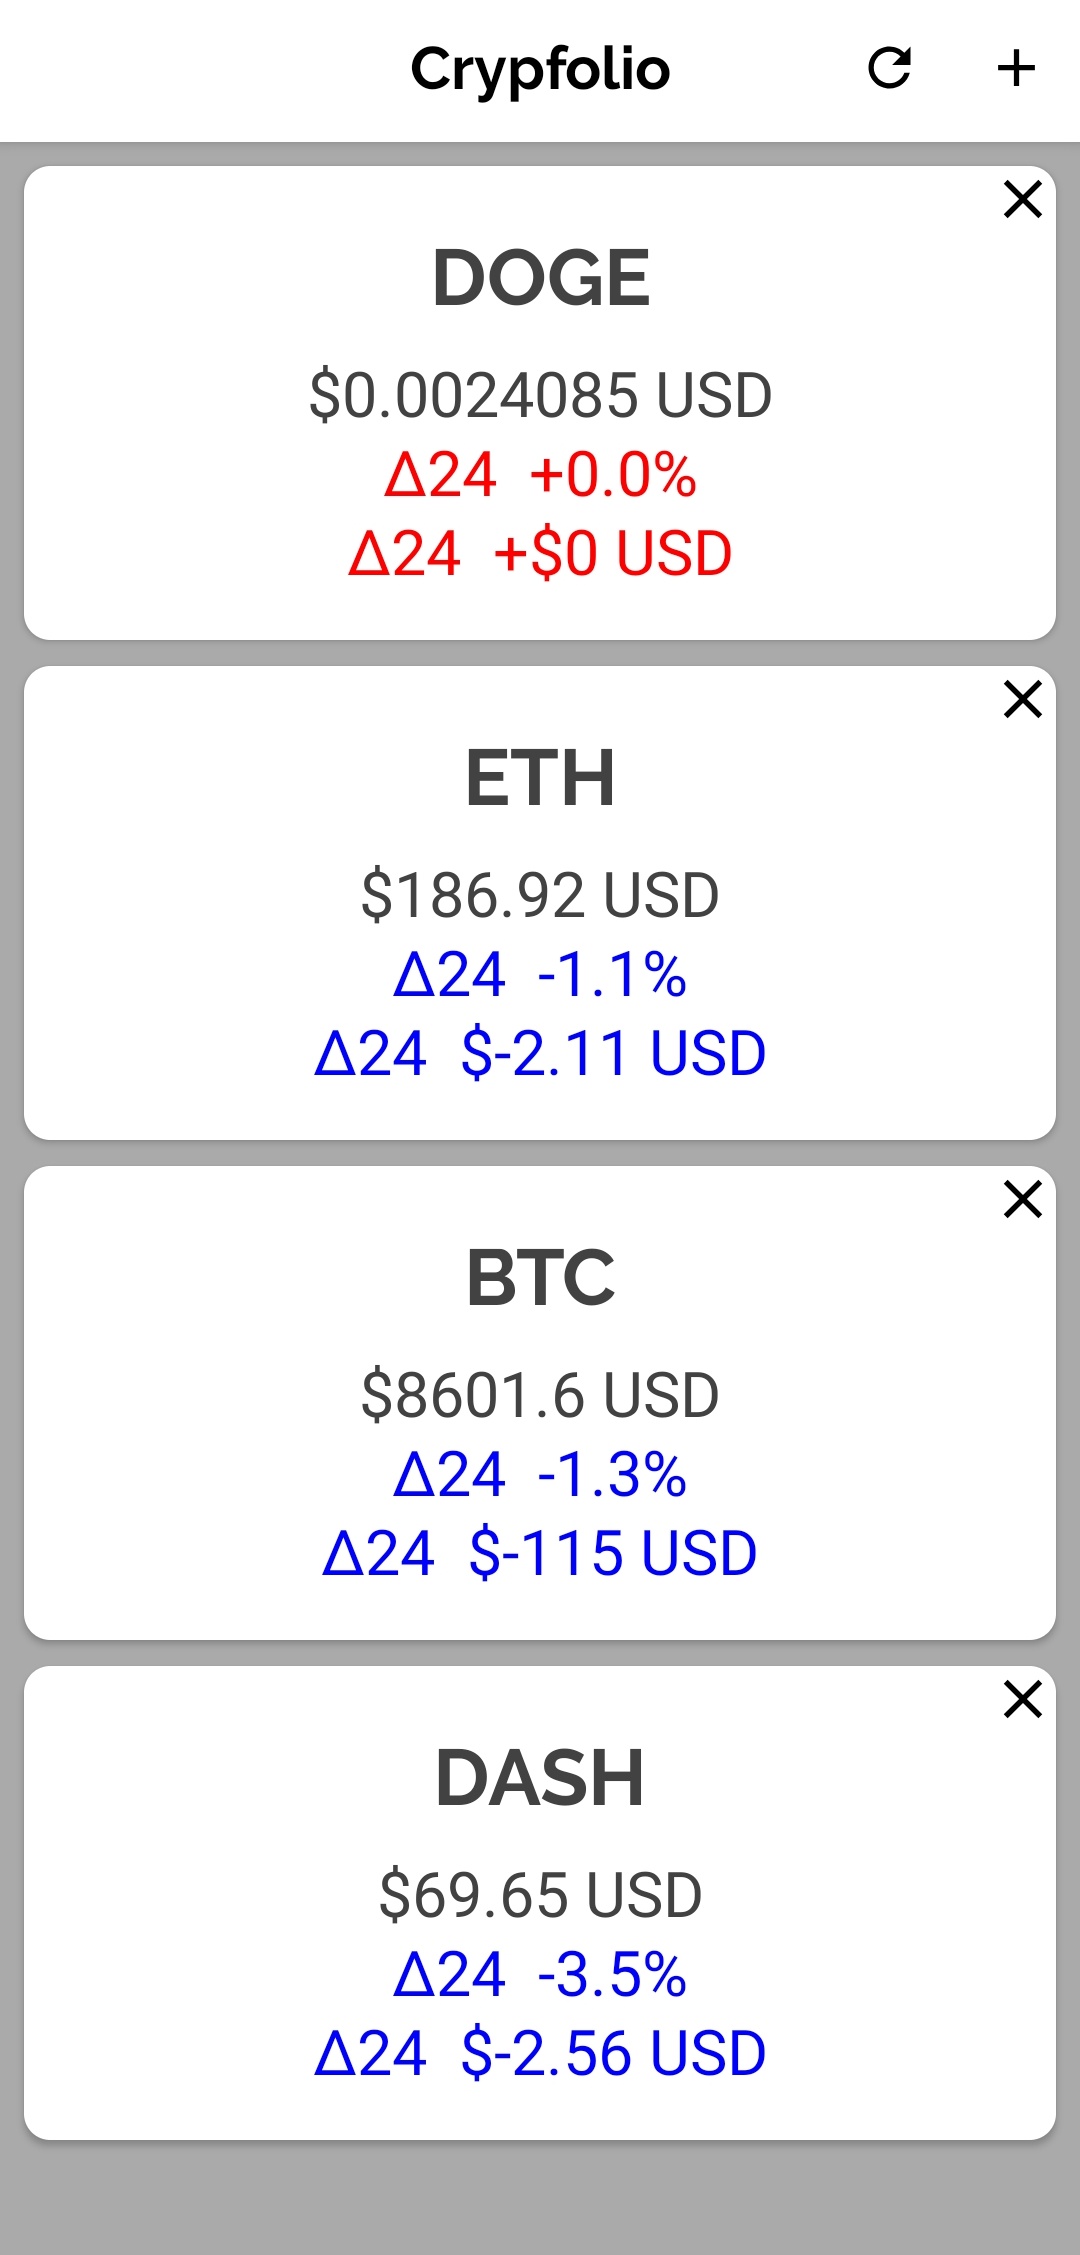 Crypfolio
DOGE
$0.0024085 USD
Δ24 +0.0%
Δ24 +$0 USD
ETH
$186.92 USD
Δ24 -1.1%
Δ24 $-2.11 USD
BTC
$8601.6 USD
Δ24 -1.3%
Δ24 $-115 USD
DASH
$69.65 USD
Δ24 -3.5%
Δ24 $-2.56 USD